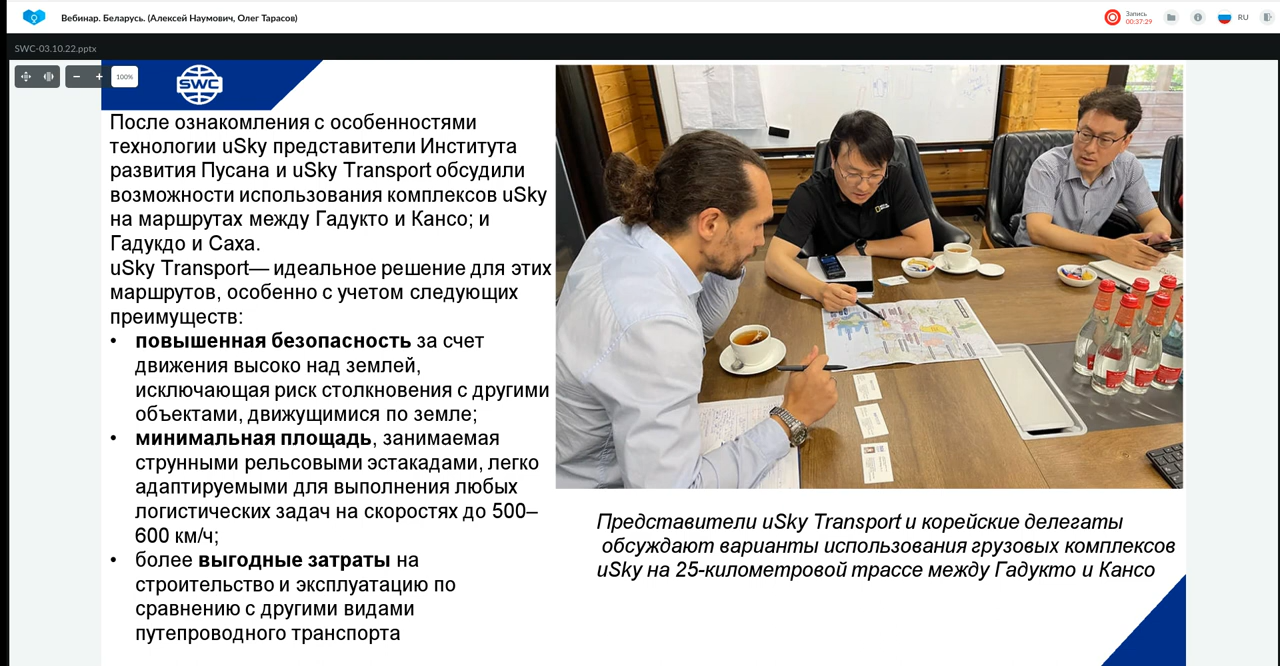 Вебинар. Беларусь. (Алексей Наумович, Олег Тарасов)
Запись
00:37:29
RU
SWC-03.10.22.pptx
100%
SWC
После ознакомления с особенностями
технологии uSky представители Института
развития Пусана и uSky Transport обсудили
возможности использования комплексов uSky
на маршрутах между Гадукто и Кансо; и
Гадукдо и Саха.
uSky Transport— идеальное решение для этих
маршрутов, особенно с учетом следующих
преимуществ:
• повышенная безопасность за счет
движения высоко над землей,
исключающая риск столкновения с другими
объектами, движущимися по земле;
• минимальная площадь, занимаемая
струнными рельсовыми эстакадами, легко
адаптируемыми для выполнения любых
логистических задач на скоростях до 500–
600 км/ч;
• более выгодные затраты на
строительство и эксплуатацию по
сравнению с другими видами
путепроводного транспорта
Представители uSky Transport и корейские делегаты
обсуждают варианты использования грузовых комплексов
uSky на 25-километровой трассе между Гадукто и Кансо